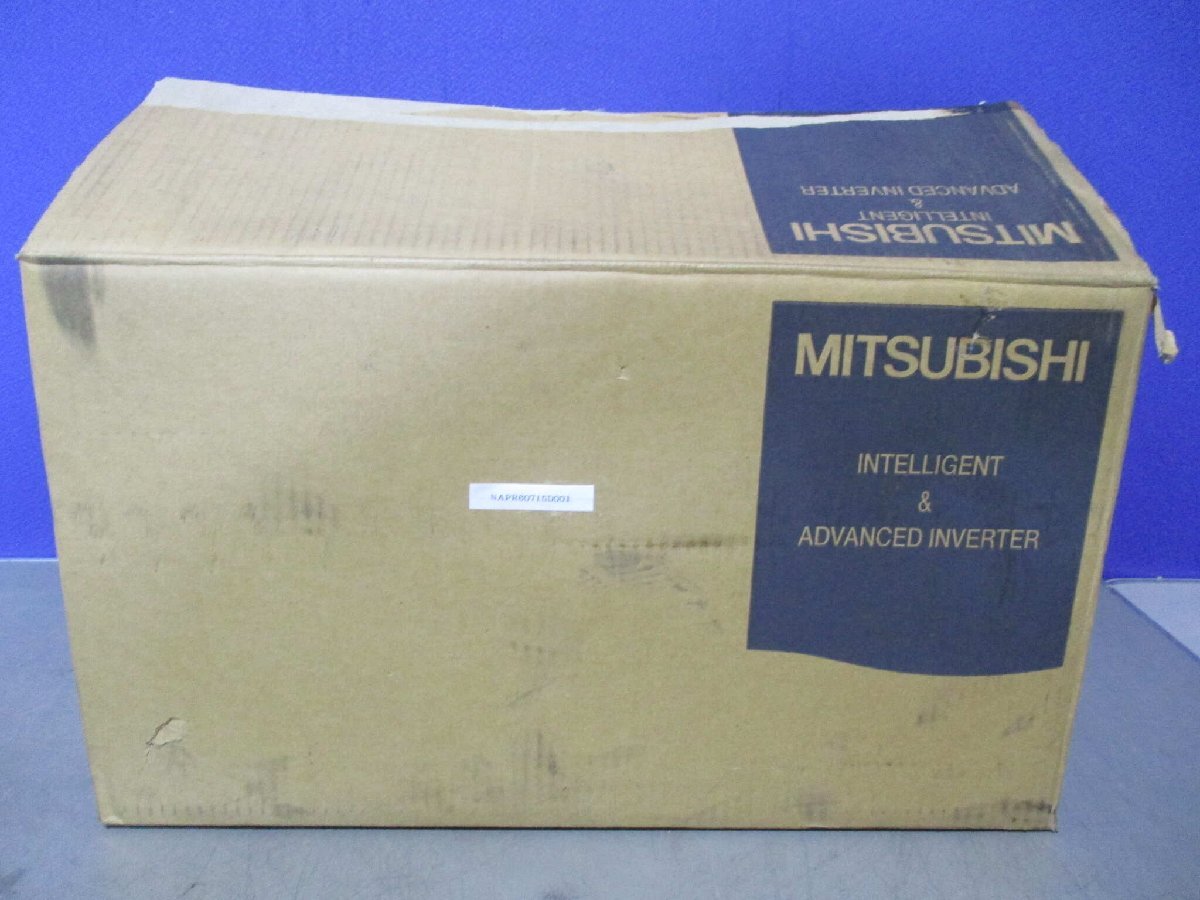 MITSUBISHI
INTELLIGENT
&
ADVANCED INVERTER
MITSUBISHI
INTELLIGENT
&
ADVANCED INVERTER